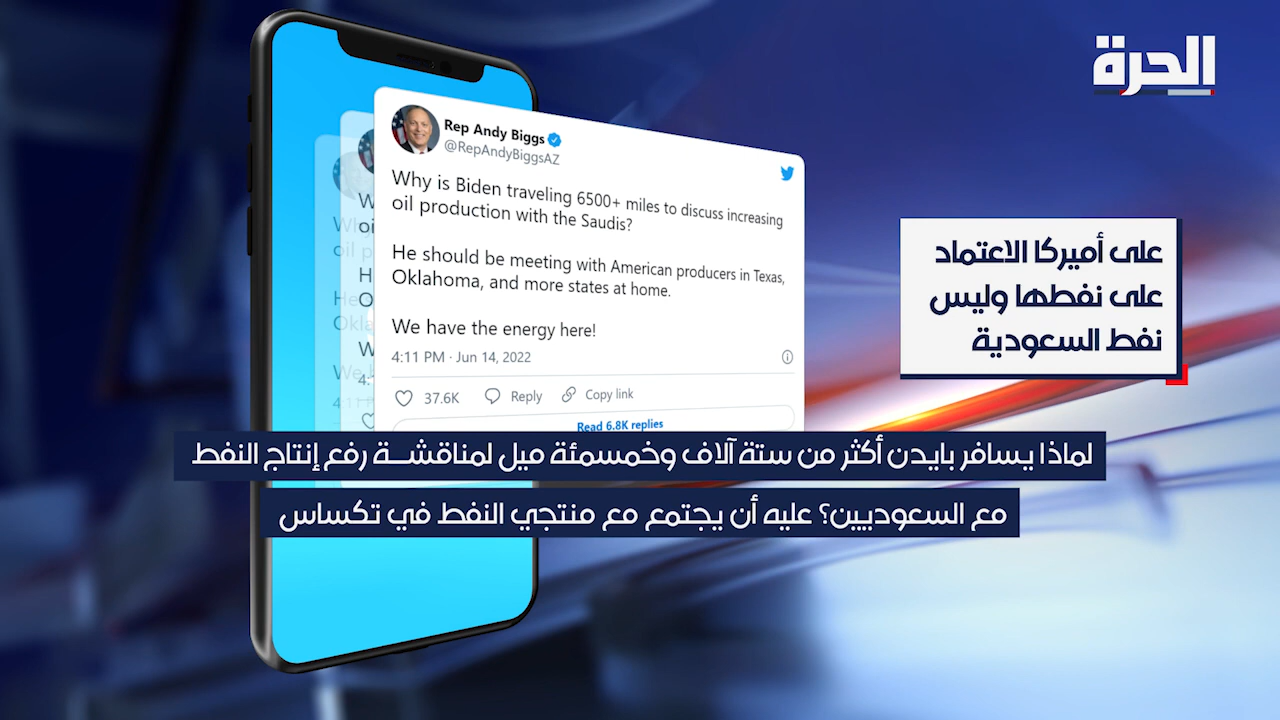 الحرة
Rep Andy Biggs
@RepAndyBiggsAZ
Why is Biden traveling 6500+ miles to discuss increasing
oil production with the Saudis?
He should be meeting with American producers in Texas,
Oklahoma, and more states at home.
We have the energy here!
4:11 PM · Jun 14, 2022
37.6K Reply Copy link
Read 6.8K replies
على أميركا الاعتماد
على نفطها وليس
نفط السعودية
لماذا يسافر بايدن أكثر من ستة آلاف وخمسمئة ميل لمناقشــة رفع إنتاج النفط
مع السعوديين؟ عليه أن يجتمع مع منتجي النفط في تكساس